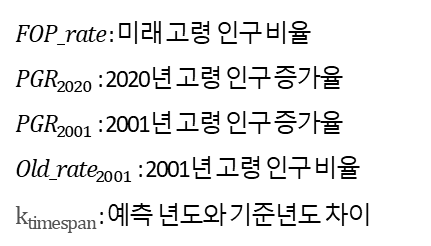 FOP_rate : 미래 고령 인구 비율
PGR2020 : 2020년 고령 인구 증가율
PGR2001 : 2001년 고령 인구 증가율
Old_rate2001 : 2001년 고령 인구 비율
ktimespan : 예측 년도와 기준년도 차이